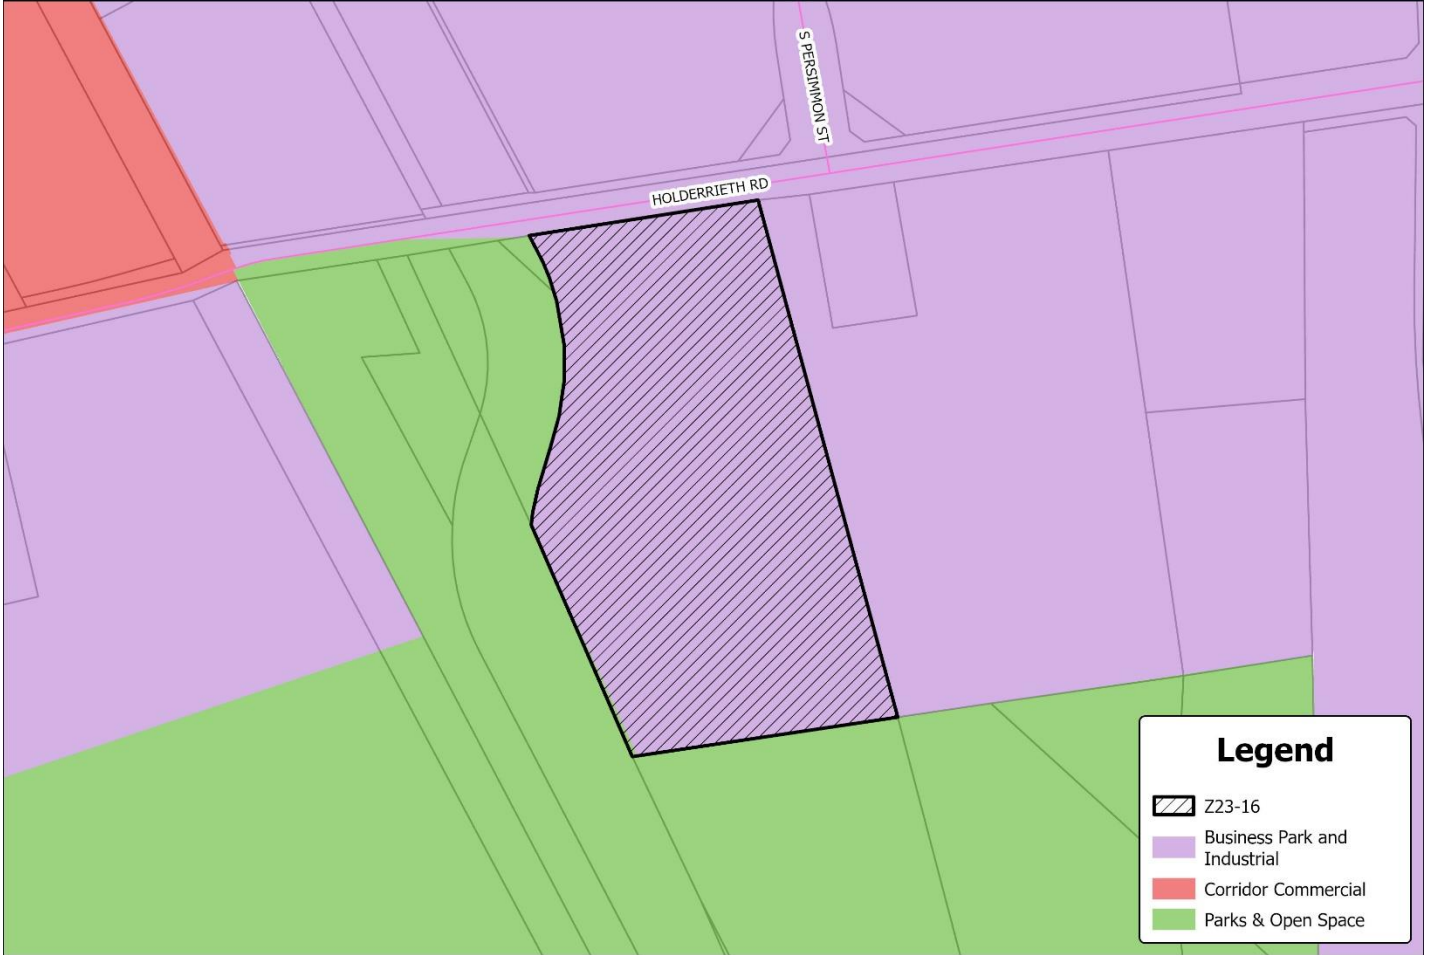 S PERSIMMON ST
HOLDERRIETH RD
Legend
Z23-16
Business Park and
Industrial
Corridor Commercial
Parks & Open Space